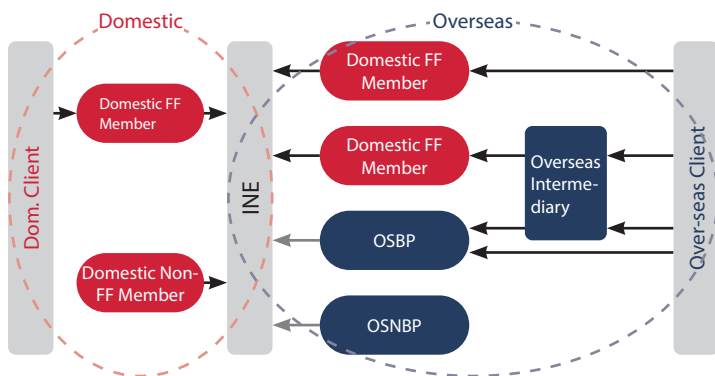 Domestic
Overseas
Dom. Client
Domestic FF
Member
Domestic Non-
FF Member
INE
Domestic FF
Member
Domestic FF
Member
OSBP
OSNBP
Overseas
Interme-
diary
Qver-seas Client